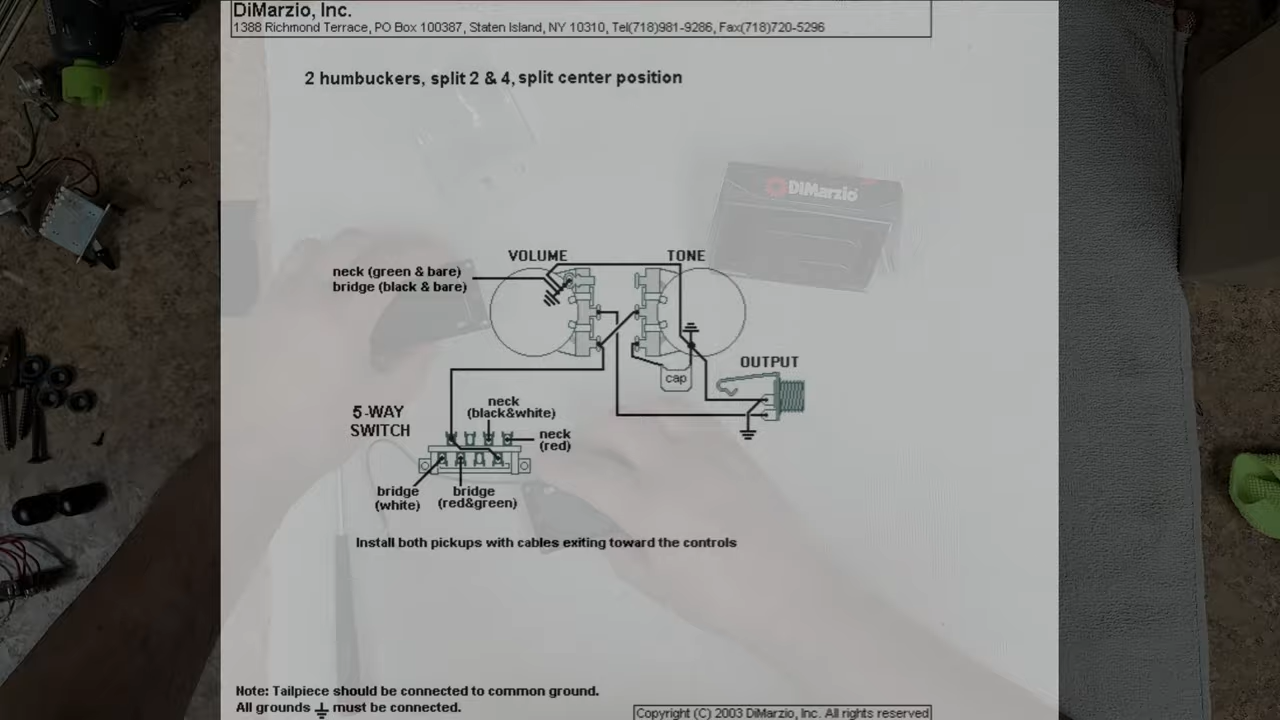 DiMarzio, Inc.
1388 Richmond Terrace, PO Box 100387, Staten Island, NY 10310, Tel(718)981-9286, Fax(718)720-5296
2 humbuckers, split 2 & 4, split center position
DiMarzio
VOLUME
TONE
neck (green & bare)
bridge (black & bare)
OUTPUT
cap
5-WAY
SWITCH
neck
(black&white)
neck
(red)
bridge
(white)
bridge
(red&green)
Install both pickups with cables exiting toward the controls
Note: Tailpiece should be connected to common ground.
All grounds must be connected.
Copyright (C) 2003 DiMarzio, Inc. All rights reserved